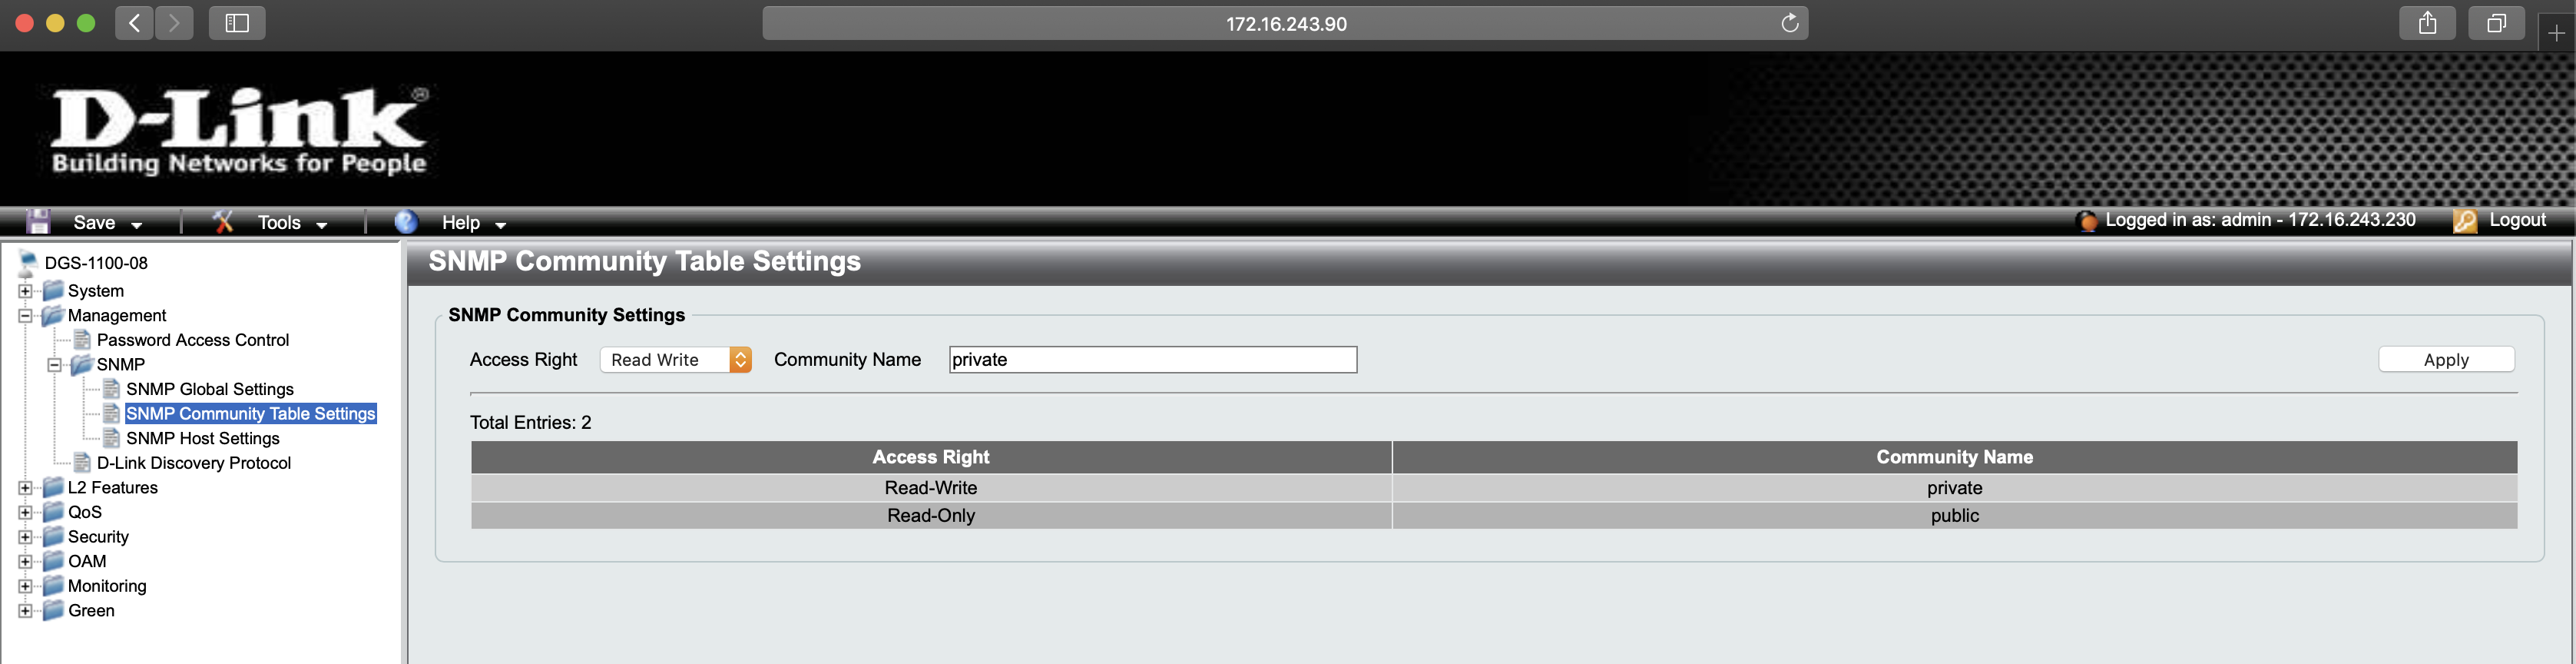 172.16.243.90
D-Link®
Building Networks for People
Save Tools Help Logged in as: admin - 172.16.243.230 Logout
DGS-1100-08
System
Management
Password Access Control
SNMP
SNMP Global Settings
SNMP Community Table Settings
SNMP Host Settings
D-Link Discovery Protocol
L2 Features
QoS
Security
OAM
Monitoring
Green
SNMP Community Table Settings
SNMP Community Settings
Access Right Read Write Community Name private Apply
Total Entries: 2
Access Right Community Name
Read-Write private
Read-Only public